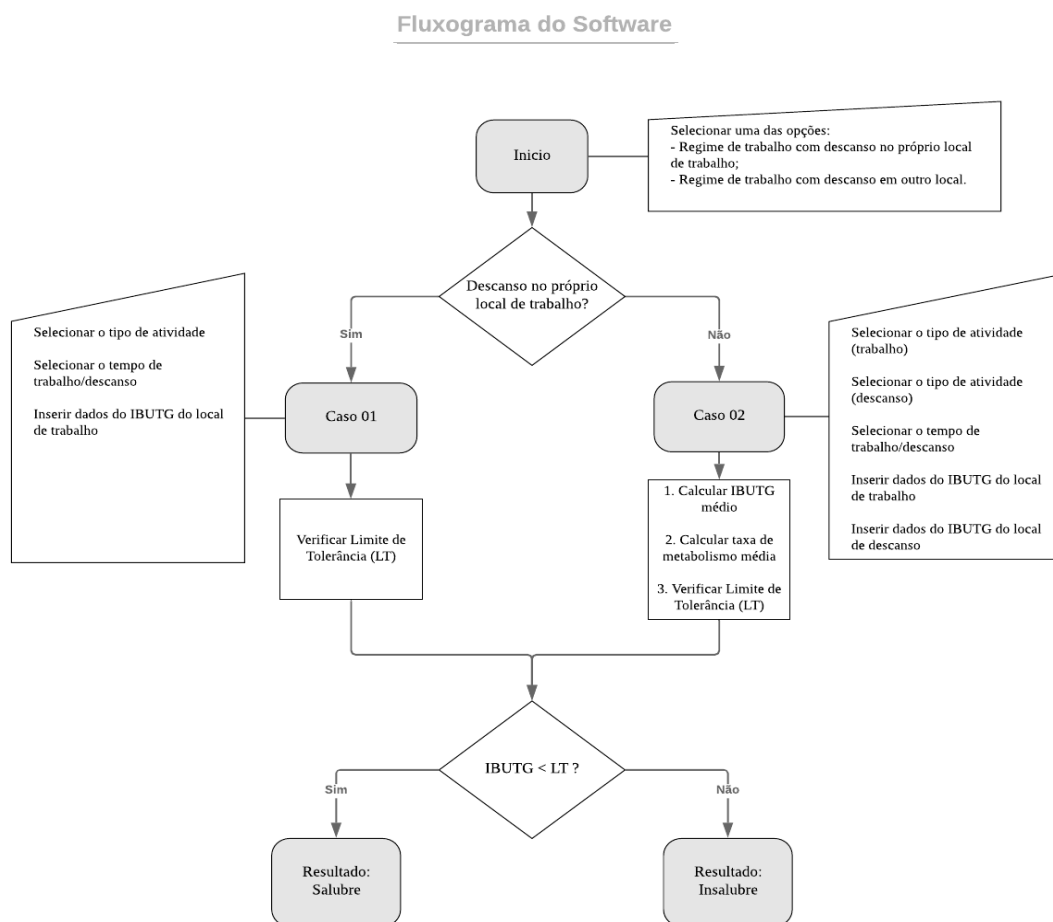 Fluxograma do Software
Inicio
Selecionar uma das opções:
- Regime de trabalho com descanso no próprio local
de trabalho;
- Regime de trabalho com descanso em outro local.
Descanso no próprio
local de trabalho?
Sim
Não
Selecionar o tipo de atividade
Selecionar o tempo de
trabalho/descanso
Inserir dados do IBUTG do local
de trabalho
Caso 01
Caso 02
Selecionar o tipo de atividade
(trabalho)
Selecionar o tipo de atividade
(descanso)
Selecionar o tempo de
trabalho/descanso
Inserir dados do IBUTG do local
de trabalho
Inserir dados do IBUTG do local
de descanso
Verificar Limite de
Tolerância (LT)
1. Calcular IBUTG
médio
2. Calcular taxa de
metabolismo média
3. Verificar Limite de
Tolerância (LT)
IBUTG < LT ?
Sim
Não
Resultado:
Salubre
Resultado:
Insalubre